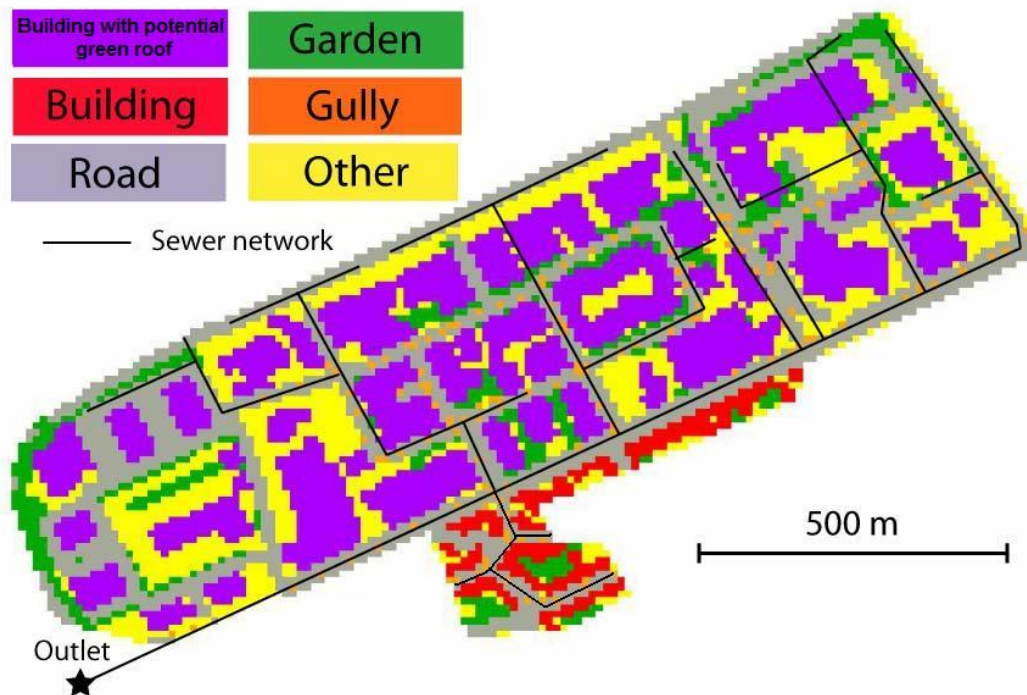 Building with potential
green roof
Garden
Building
Gully
Road
Other
Sewer network
500 m
Outlet